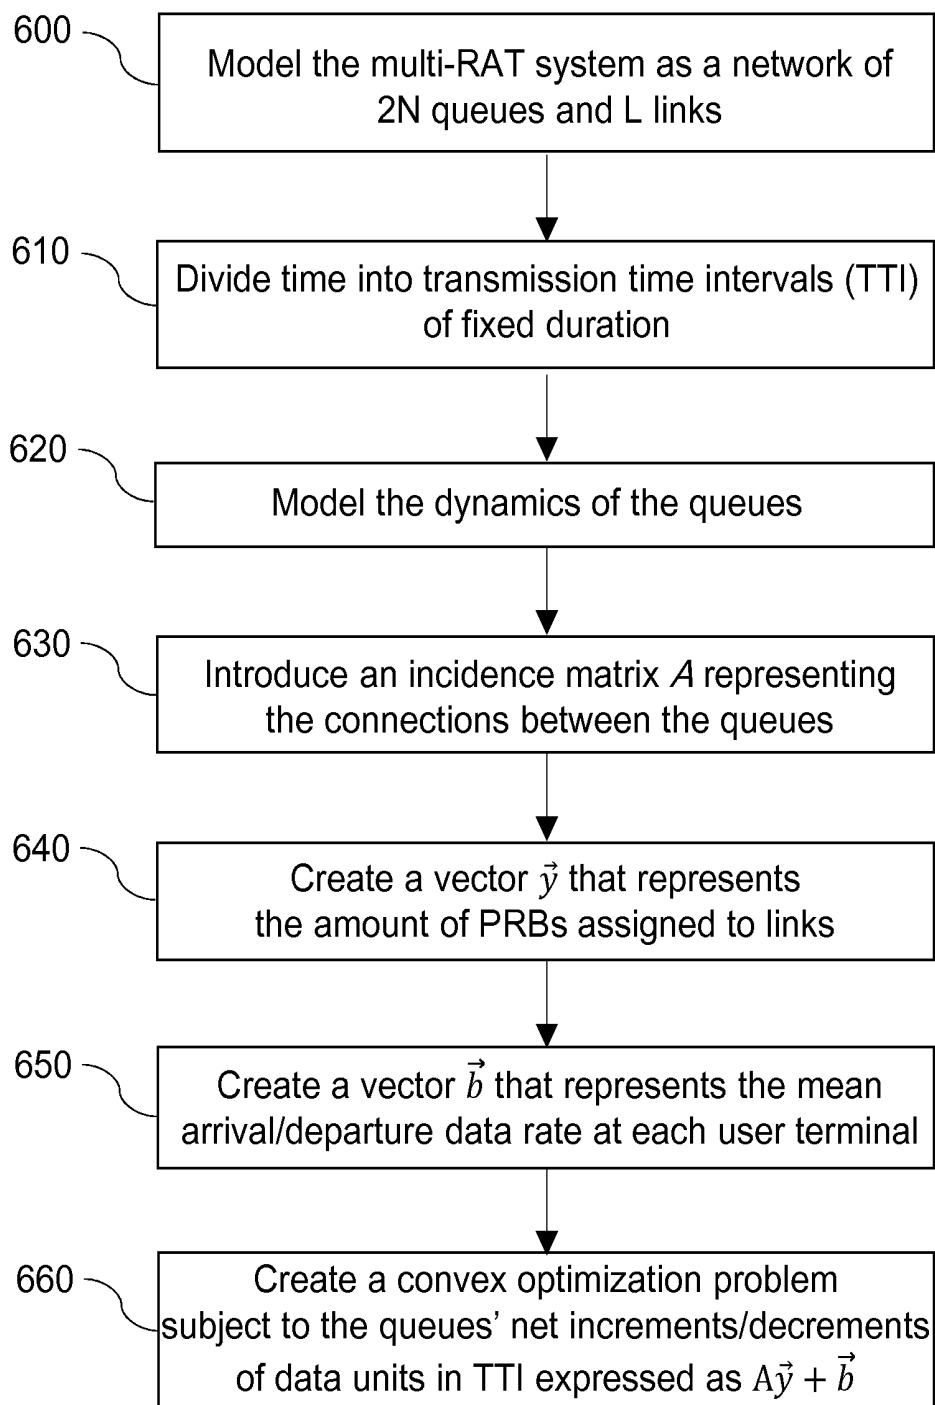 600
Model the multi-RAT system as a network of
2N queues and L links
610
Divide time into transmission time intervals (TTI)
of fixed duration
620
Model the dynamics of the queues
630
Introduce an incidence matrix A representing
the connections between the queues
640
Create a vector y⃗ that represents
the amount of PRBs assigned to links
650
Create a vector b⃗ that represents the mean
arrival/departure data rate at each user terminal
660
Create a convex optimization problem
subject to the queues’ net increments/decrements
of data units in TTI expressed as Ay⃗ + b⃗